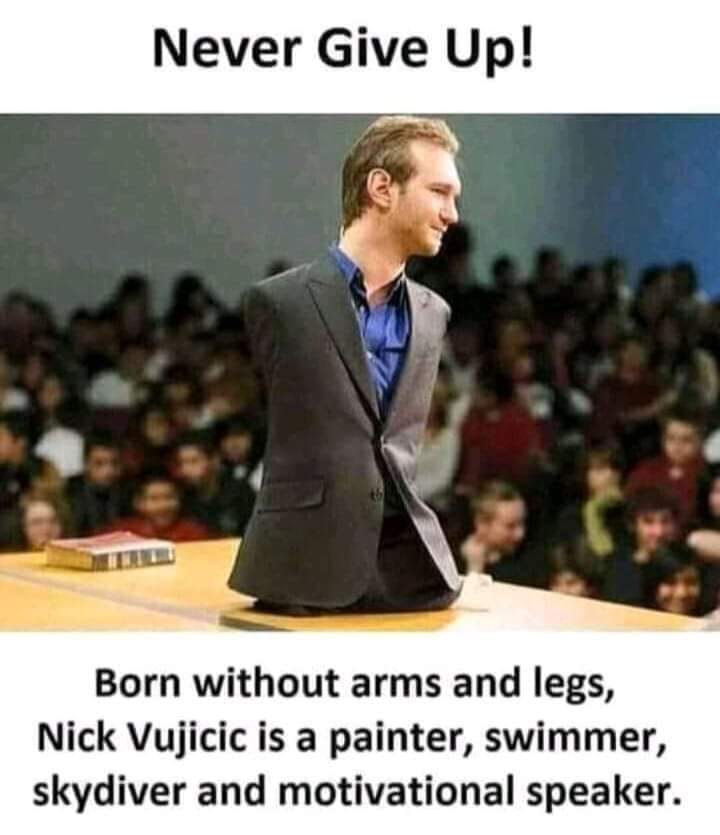 Never Give Up!
Born without arms and legs,
Nick Vujicic is a painter, swimmer,
skydiver and motivational speaker.